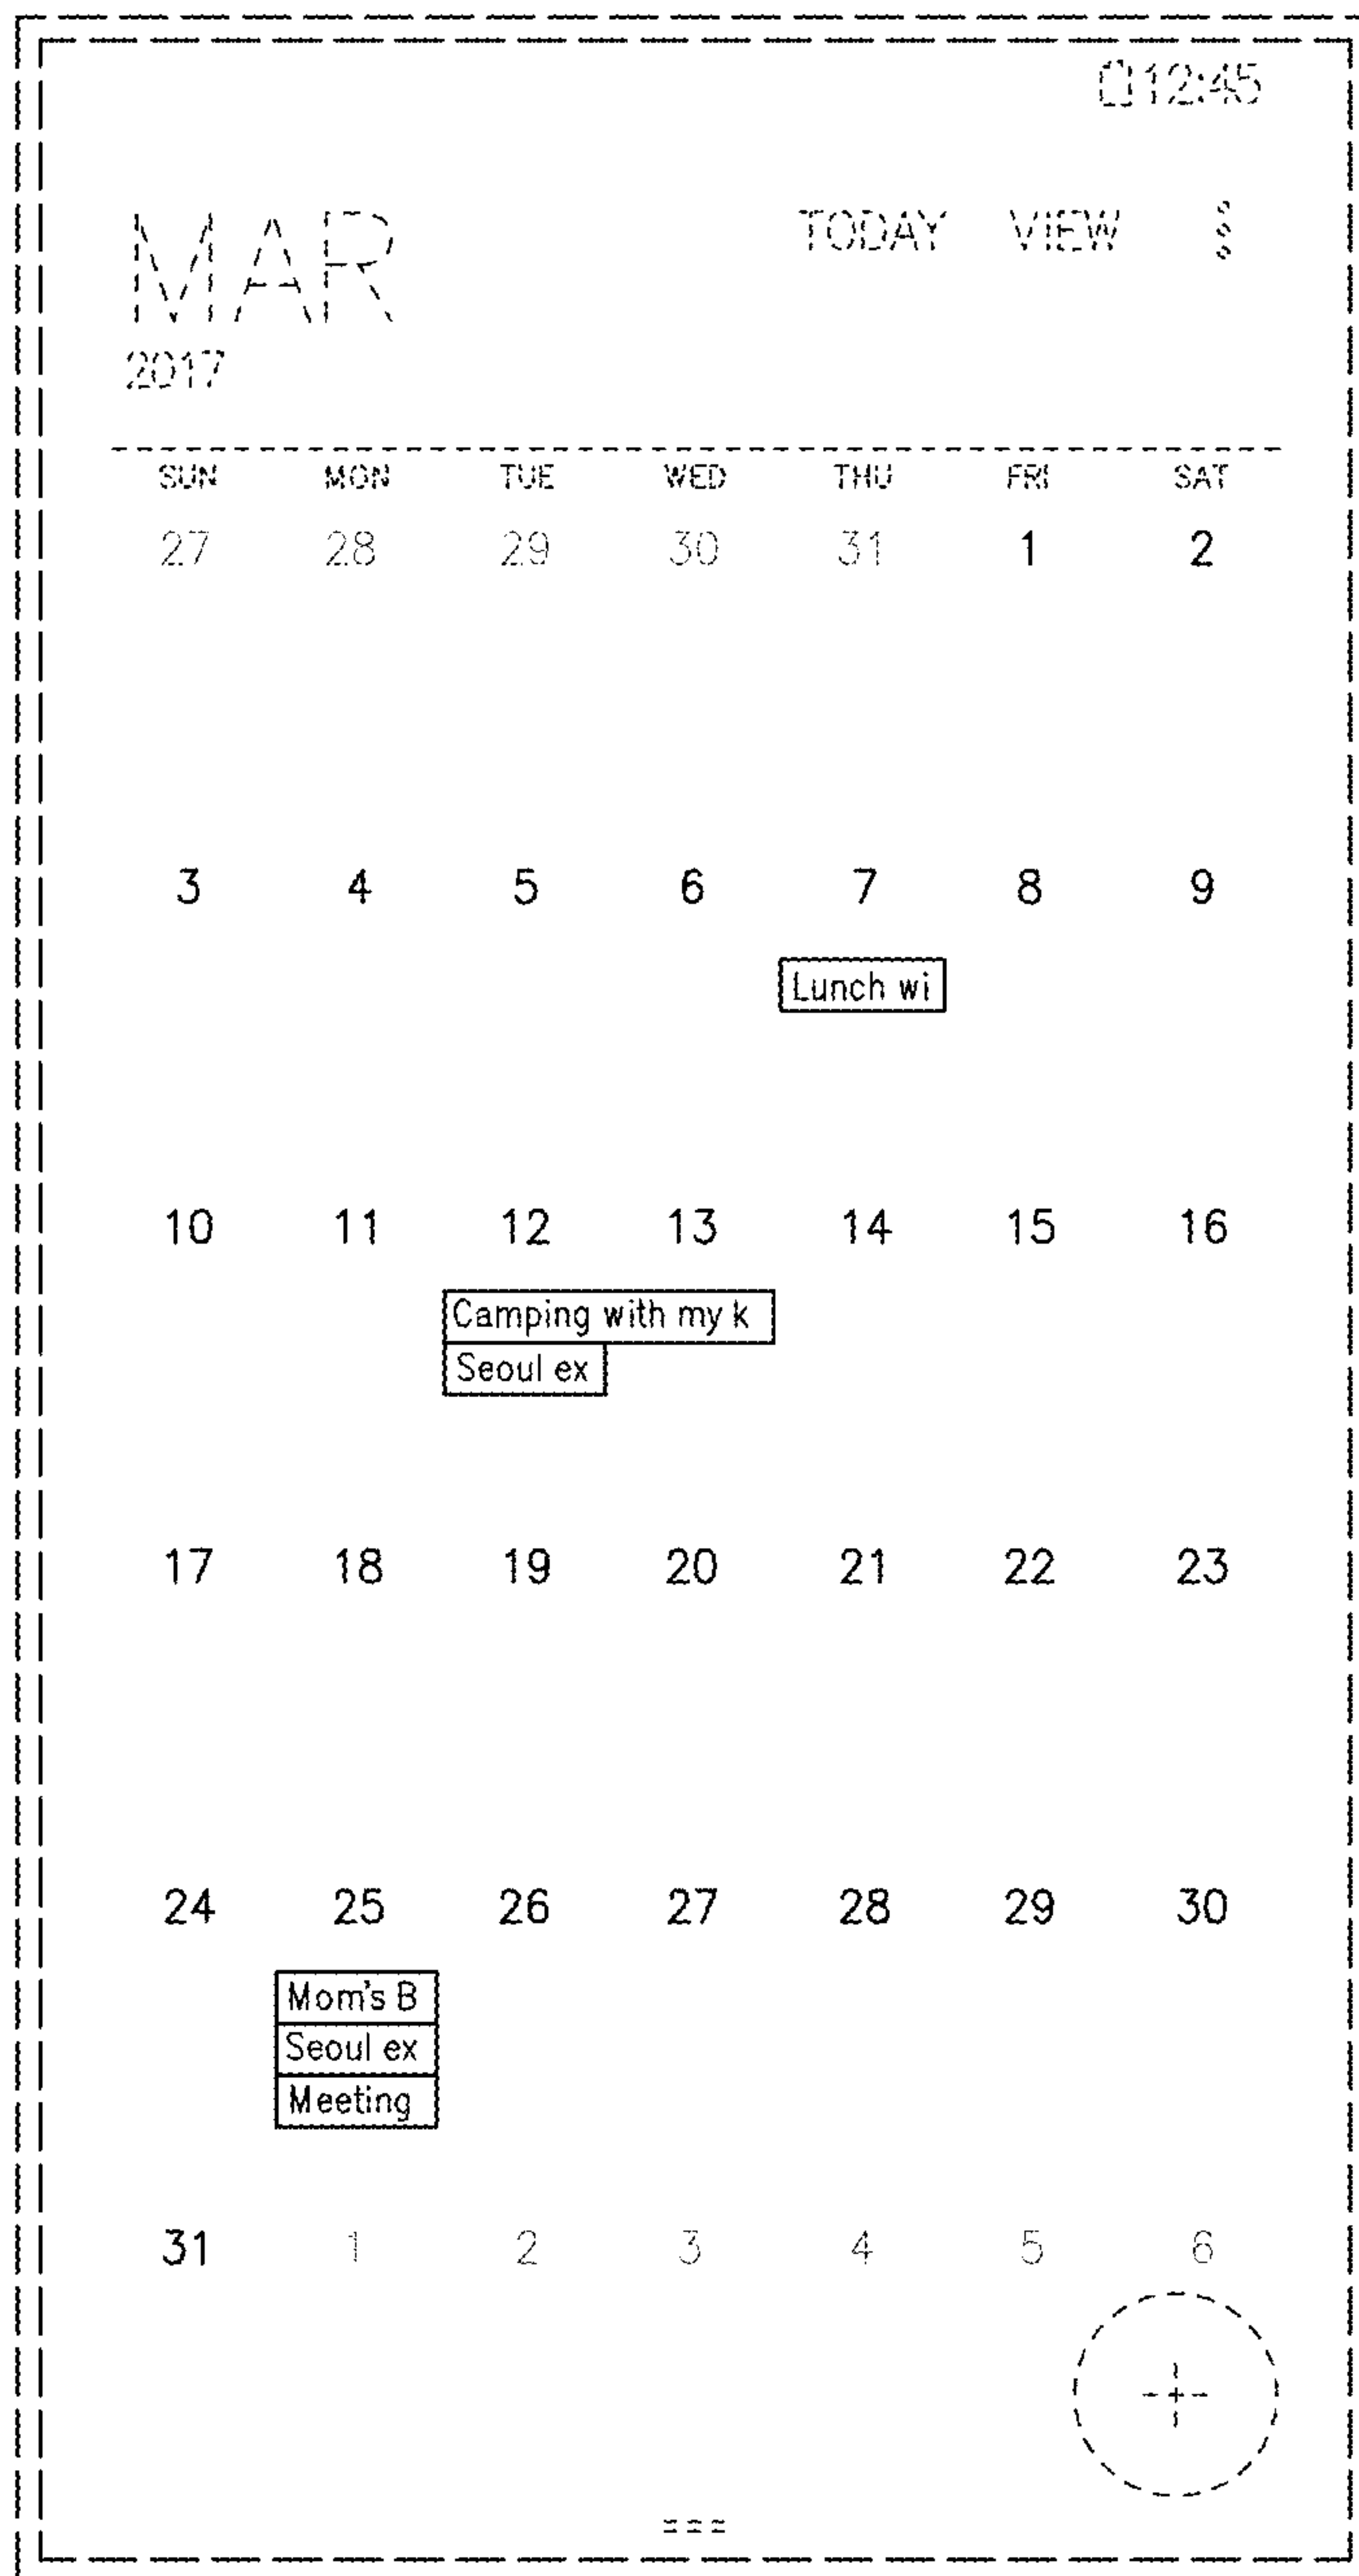 12:45
MAR
TODAY VIEW
2017
SUN MON TUE WED THU FRI SAT
27 28 29 30 31 1 2
3 4 5 6 7 8 9
Lunch wi
10 11 12 13 14 15 16
Camping with my k
Seoul ex
17 18 19 20 21 22 23
24 25 26 27 28 29 30
Mom's B
Seoul ex
Meeting
31 1 2 3 4 5 6